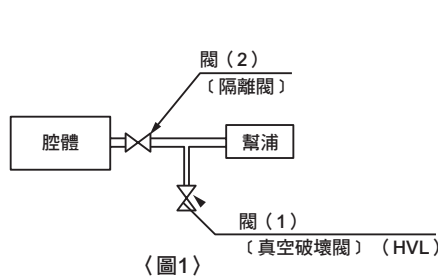 閥（2）
〔隔離閥〕
腔體
幫浦
閥（1）
〔真空破壞閥〕（HVL）
〈圖1〉